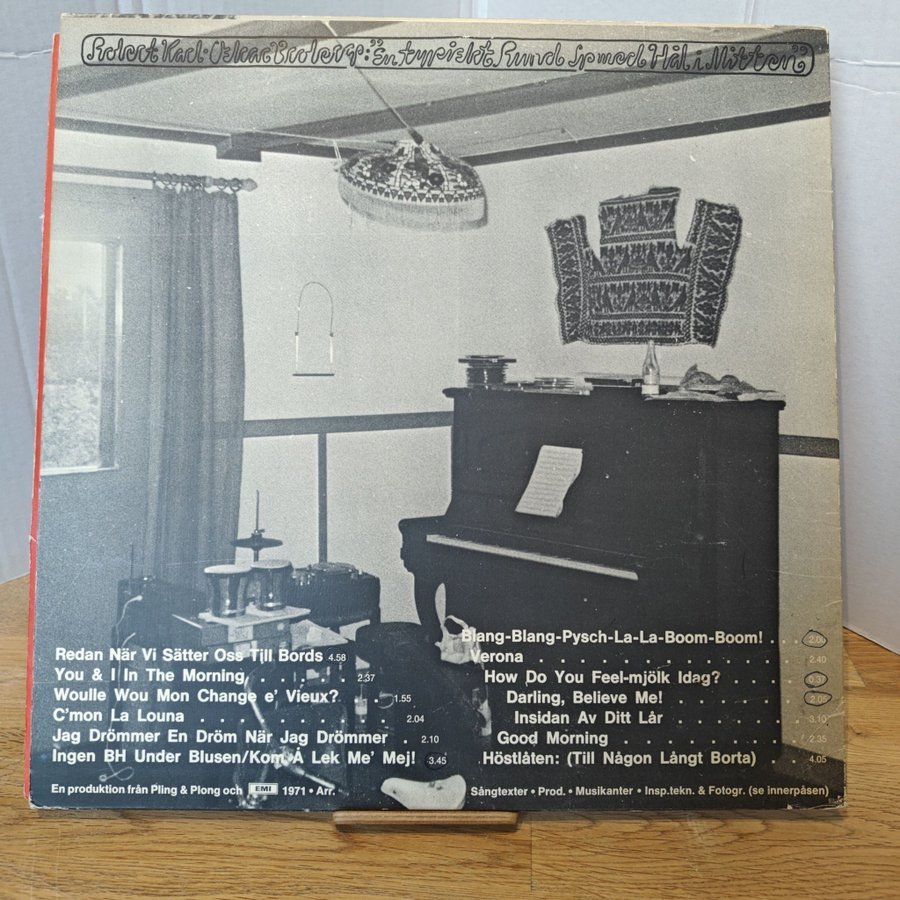 Robert Karl-Oskar Broberg: "En typiskt Rund Lp med Hål i Mitten"
Redan När Vi Sätter Oss Till Bords 4.58
You & I In The Morning . . . . . . 2.37
Woulle Wou Mon Change e' Vieux? . . . 1.55
C'mon La Louna . . . . . . . . . . . 2.04
Jag Drömmer En Dröm När Jag Drömmer 2.10
Ingen BH Under Blusen/Kom Å Lek Me' Mej! 3.45
Blang-Blang-Pysch-La-La-Boom-Boom! . . . 2.00
Verona . . . . . . . . . . . . . . . 2.40
How Do You Feel-mjölk Idag? . . . . .
Darling, Believe Me! . . . . . . .
Insidan Av Ditt Lår . . . . . . . . 3.10
Good Morning . . . . . . . . . . . 2.35
Höstlåten: (Till Någon Långt Borta) . . 4.05
En produktion från Pling & Plong och EMI 1971 • Arr.
Sångtexter • Prod. • Musikanter • Insp.tekn. & Fotogr. (se innerpåsen)